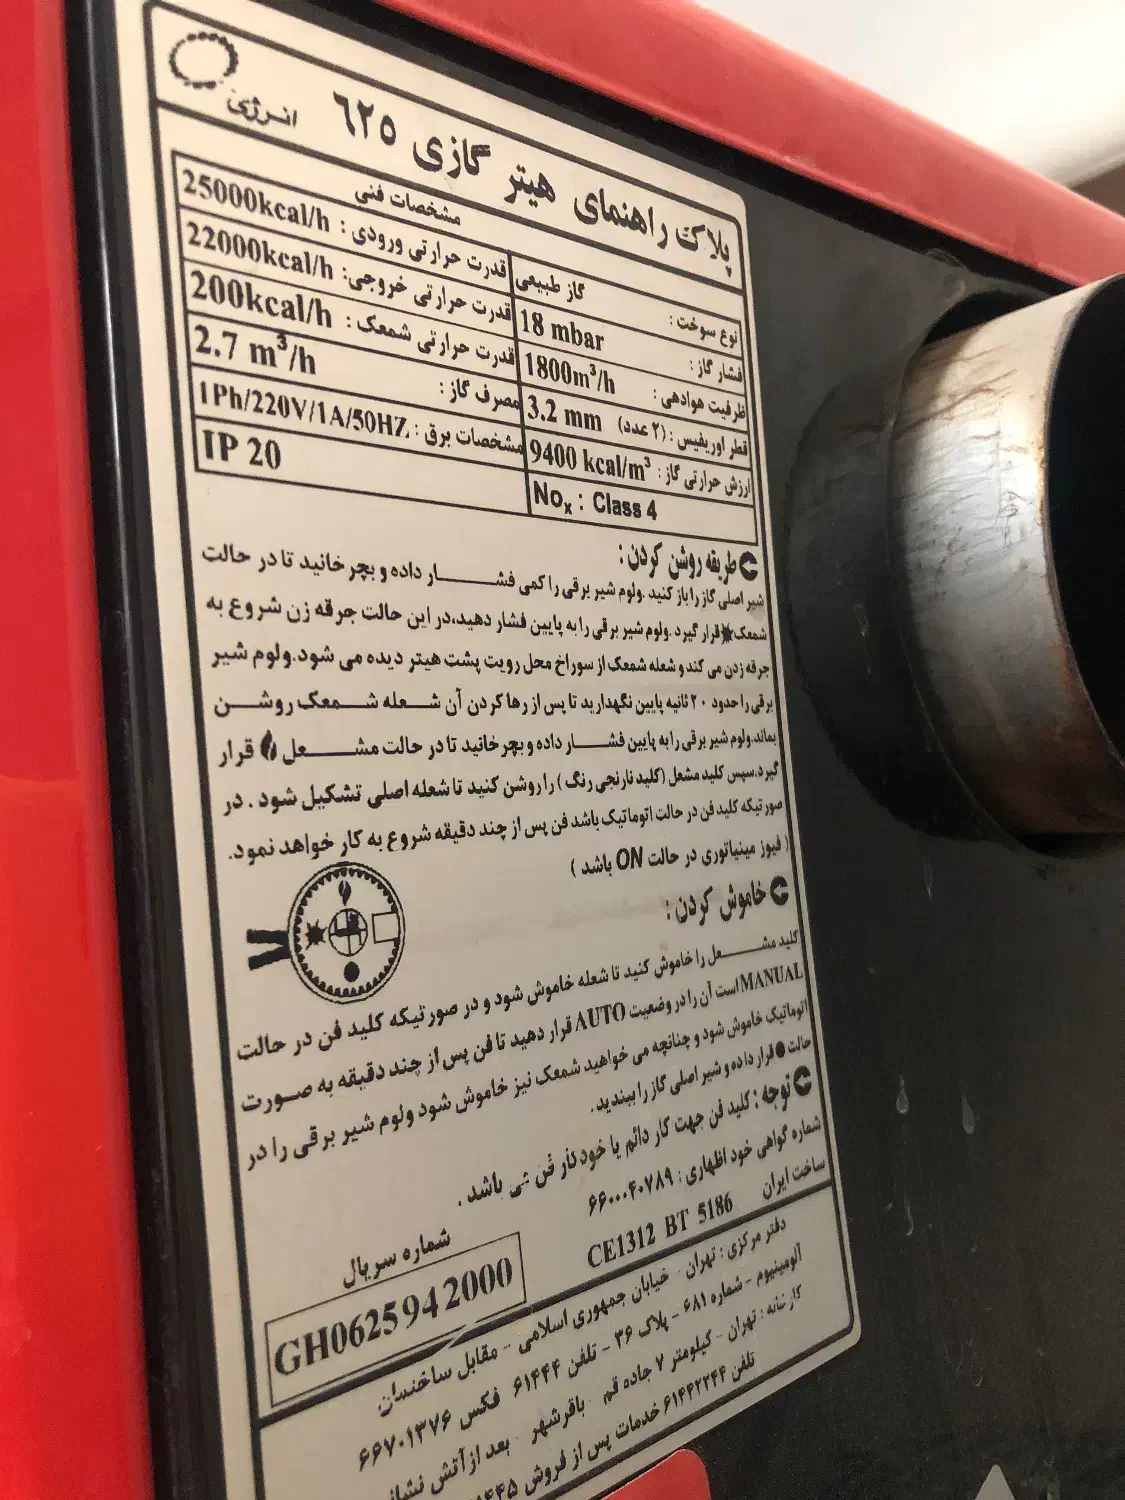 پلاک راهنمای هیتر گازی ٦٢٥
انرژی
مشخصات فنی
نوع سوخت : گاز طبیعی
قدرت حرارتی ورودی : 25000kcal/h
فشار گاز : 18 mbar
قدرت حرارتی خروجی: 22000kcal/h
ظرفیت هوادهی : 1800m³/h
قدرت حرارتی شمعک : 200kcal/h
قطر اوریفیس : (۲ عدد) 3.2 mm
مصرف گاز : 2.7 m³/h
ارزش حرارتی گاز : 9400 kcal/m³
مشخصات برق : 1Ph/220V/1A/50HZ
Noₓ : Class 4
IP 20
طریقه روشن کردن :
شیر اصلی گاز را باز کنید .ولوم شیر برقی را کمی فشار داده و بچرخانید تا در حالت
شمعک قرار گیرد .ولوم شیر برقی را به پایین فشار دهید،در این حالت جرقه زن شروع به
جرقه زدن می کند و شعله شمعک از سوراخ محل رویت پشت هیتر دیده می شود.ولوم شیر
برقی را حدود ۲۰ ثانیه پایین نگهدارید تا پس از رها کردن آن شعله شمعک روشن
بماند.ولوم شیر برقی را به پایین فشار داده و بچرخانید تا در حالت مشعل قرار
گیرد.سپس کلید مشعل (کلید نارنجی رنگ ) را روشن کنید تا شعله اصلی تشکیل شود . در
صورتیکه کلید فن در حالت اتوماتیک باشد فن پس از چند دقیقه شروع به کار خواهد نمود.
( فیوز مینیاتوری در حالت ON باشد )
خاموش کردن :
کلید مشعل را خاموش کنید تا شعله خاموش شود و در صورتیکه کلید فن در حالت
MANUAL است آن را در وضعیت AUTO قرار دهید تا فن پس از چند دقیقه به صورت
اتوماتیک خاموش شود و چنانچه می خواهید شمعک نیز خاموش شود ولوم شیر برقی را در
حالت قرار داده و شیر اصلی گاز را ببندید .
توجه : کلید فن جهت کار دائم یا خودکار فن می باشد .
شماره گواهی خود اظهاری : ۶۶۰۰۰۴۰۷۸۹
ساخت ایران CE1312 BT 5186
شماره سریال
GH0625942000
دفتر مرکزی : تهران - خیابان جمهوری اسلامی - مقابل ساختمان
آلومینیوم - شماره ۶۸۱ - پلاک ۳۶ - تلفن ۶۱۴۴۴ فکس ۶۶۷۰۱۳۷۶
کارخانه : تهران - کیلومتر ۷ جاده قم - باقرشهر - بعد از آتش نشانی
تلفن ۶۱۴۴۲۲۴۴ خدمات پس از فروش